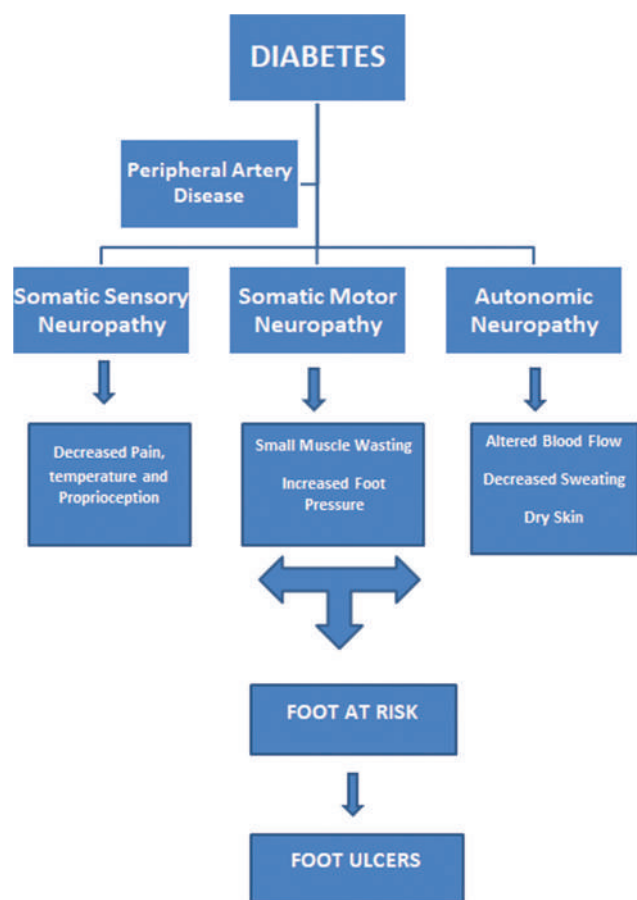 DIABETES
Peripheral Artery
Disease
Somatic Sensory
Neuropathy
Somatic Motor
Neuropathy
Autonomic
Neuropathy
Decreased Pain,
temperature and
Proprioception
Small Muscle Wasting
Increased Foot
Pressure
Altered Blood Flow
Decreased Sweating
Dry Skin
FOOT AT RISK
FOOT ULCERS